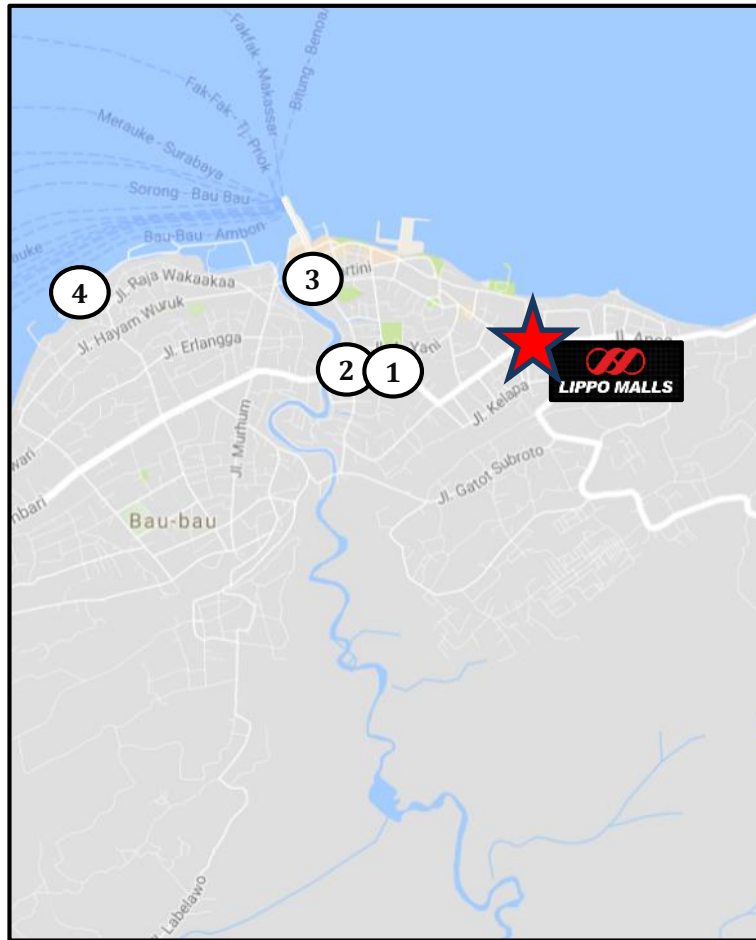 Fakfak - Makassar
Bitung - Benoa
Fak-Fak - Tj. Priok
Merauke - Surabaya
Sorong - Bau Bau
Bau-Bau - Ambon
auke
Jl. Raja Wakaakaa
Jl. Hayam Wuruk
Jl. Erlangga
artini
3
4
2
1
Yani
LIPPO MALLS
Jl. Kelapa
Jl. Murhum
Jl. Gatot Subroto
wari
mbari
Bau-bau
Jl-Labelawo